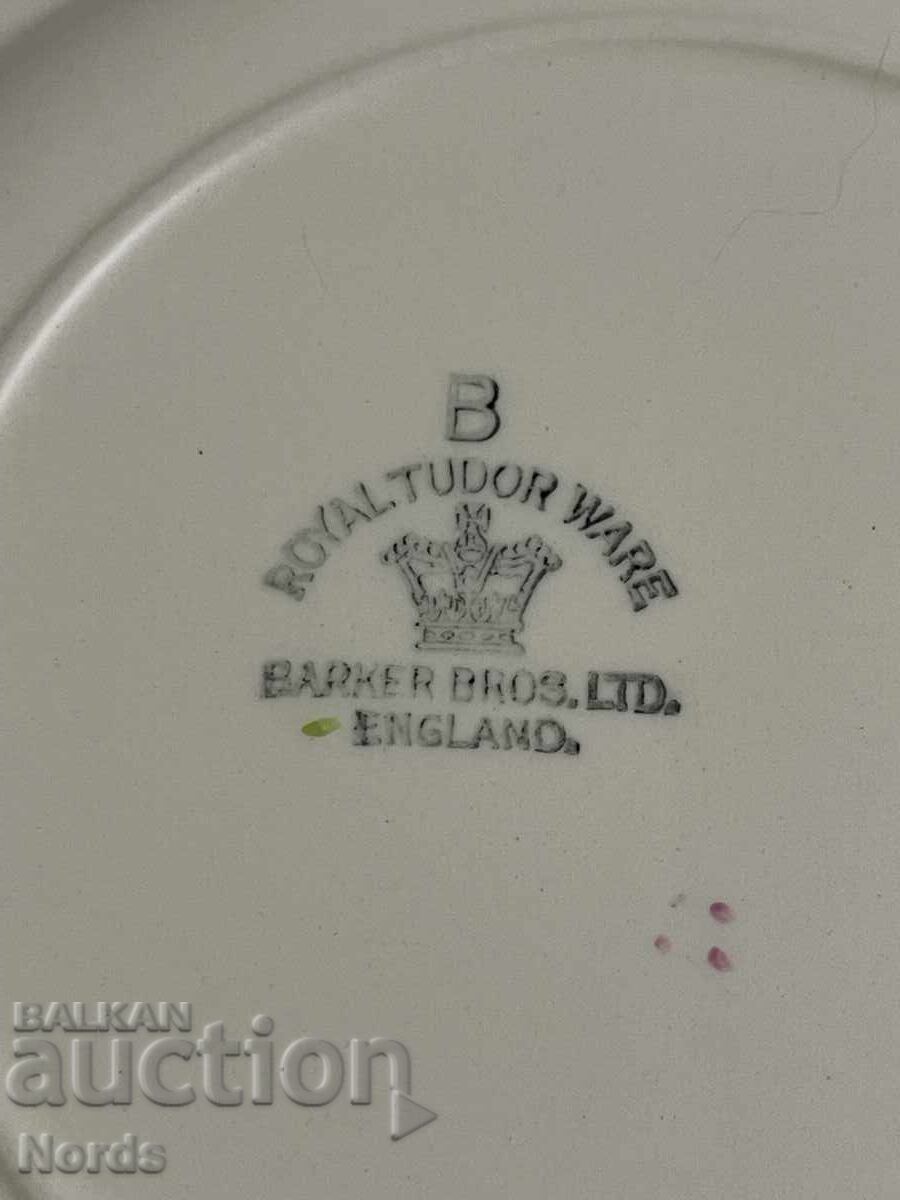 B
ROYAL TUDOR WARE
BARKER BROS. LTD.
ENGLAND.
BALKAN
auction
Nords